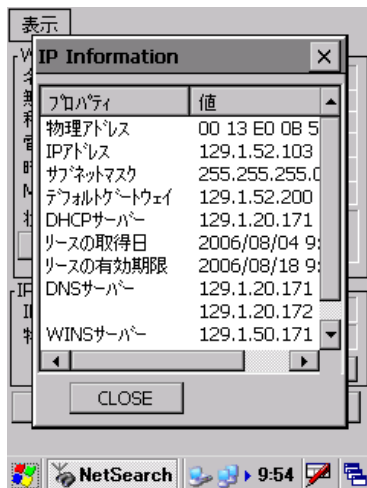 表示
IP Information
ﾌﾟﾛﾊﾟﾃｨ 値
物理ｱﾄﾞﾚｽ 00 13 E0 0B 5
IPｱﾄﾞﾚｽ 129.1.52.103
ｻﾌﾞﾈｯﾄﾏｽｸ 255.255.255.0
ﾃﾞﾌｫﾙﾄｹﾞｰﾄｳｪｲ 129.1.52.200
DHCPｻｰﾊﾞｰ 129.1.20.171
ﾘｰｽの取得日 2006/08/04 9:
ﾘｰｽの有効期限 2006/08/18 9:
DNSｻｰﾊﾞｰ 129.1.20.171
129.1.20.172
WINSｻｰﾊﾞｰ 129.1.50.171
CLOSE
NetSearch 9:54